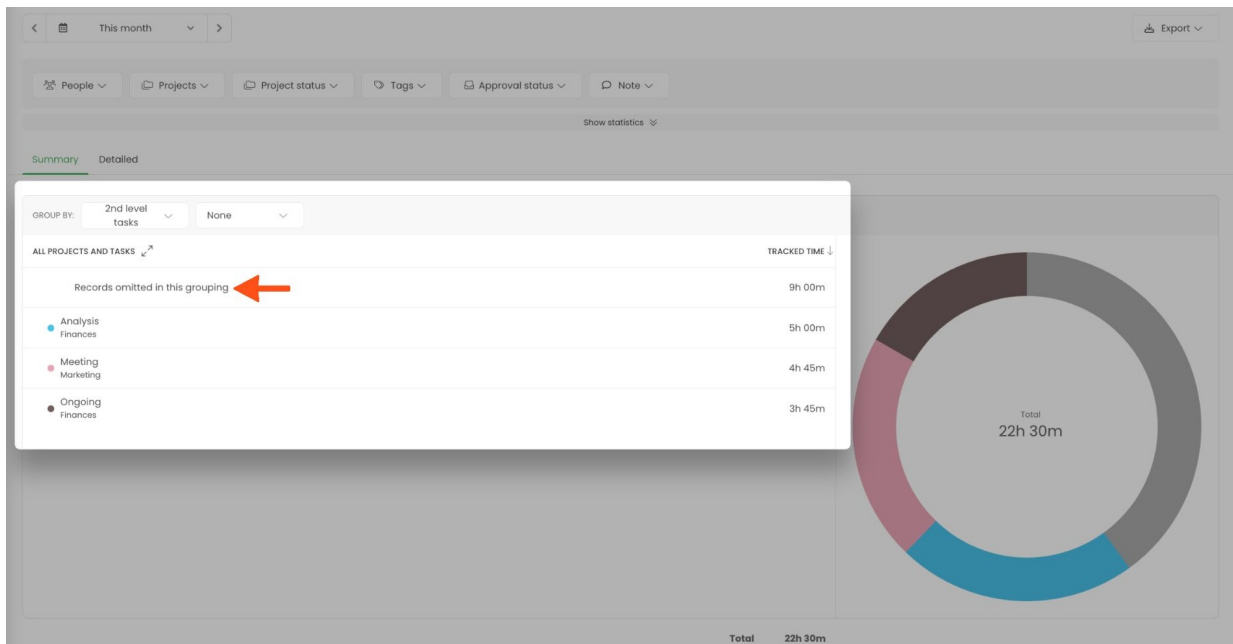 This month
Export
People
Projects
Project status
Tags
Approval status
Note
Show statistics
Summary Detailed
GROUP BY: 2nd level tasks None
ALL PROJECTS AND TASKS TRACKED TIME
Records omitted in this grouping 9h 00m
Analysis
Finances
5h 00m
Meeting
Marketing
4h 45m
Ongoing
Finances
3h 45m
Total
22h 30m
Total 22h 30m